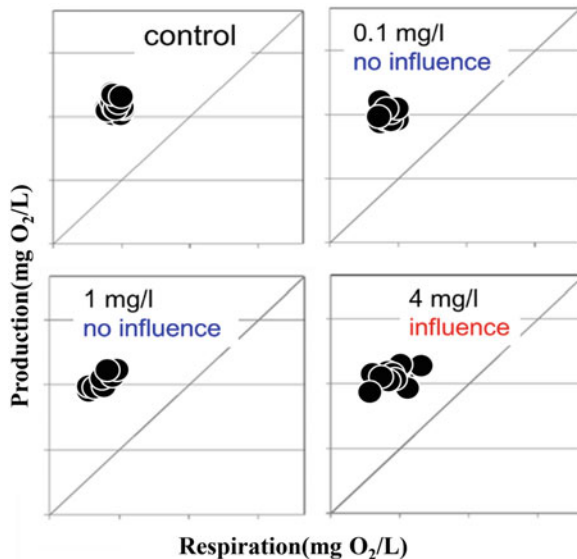 control
0.1 mg/l
no influence
1 mg/l
no influence
4 mg/l
influence
Production(mg O₂/L)
Respiration(mg O₂/L)